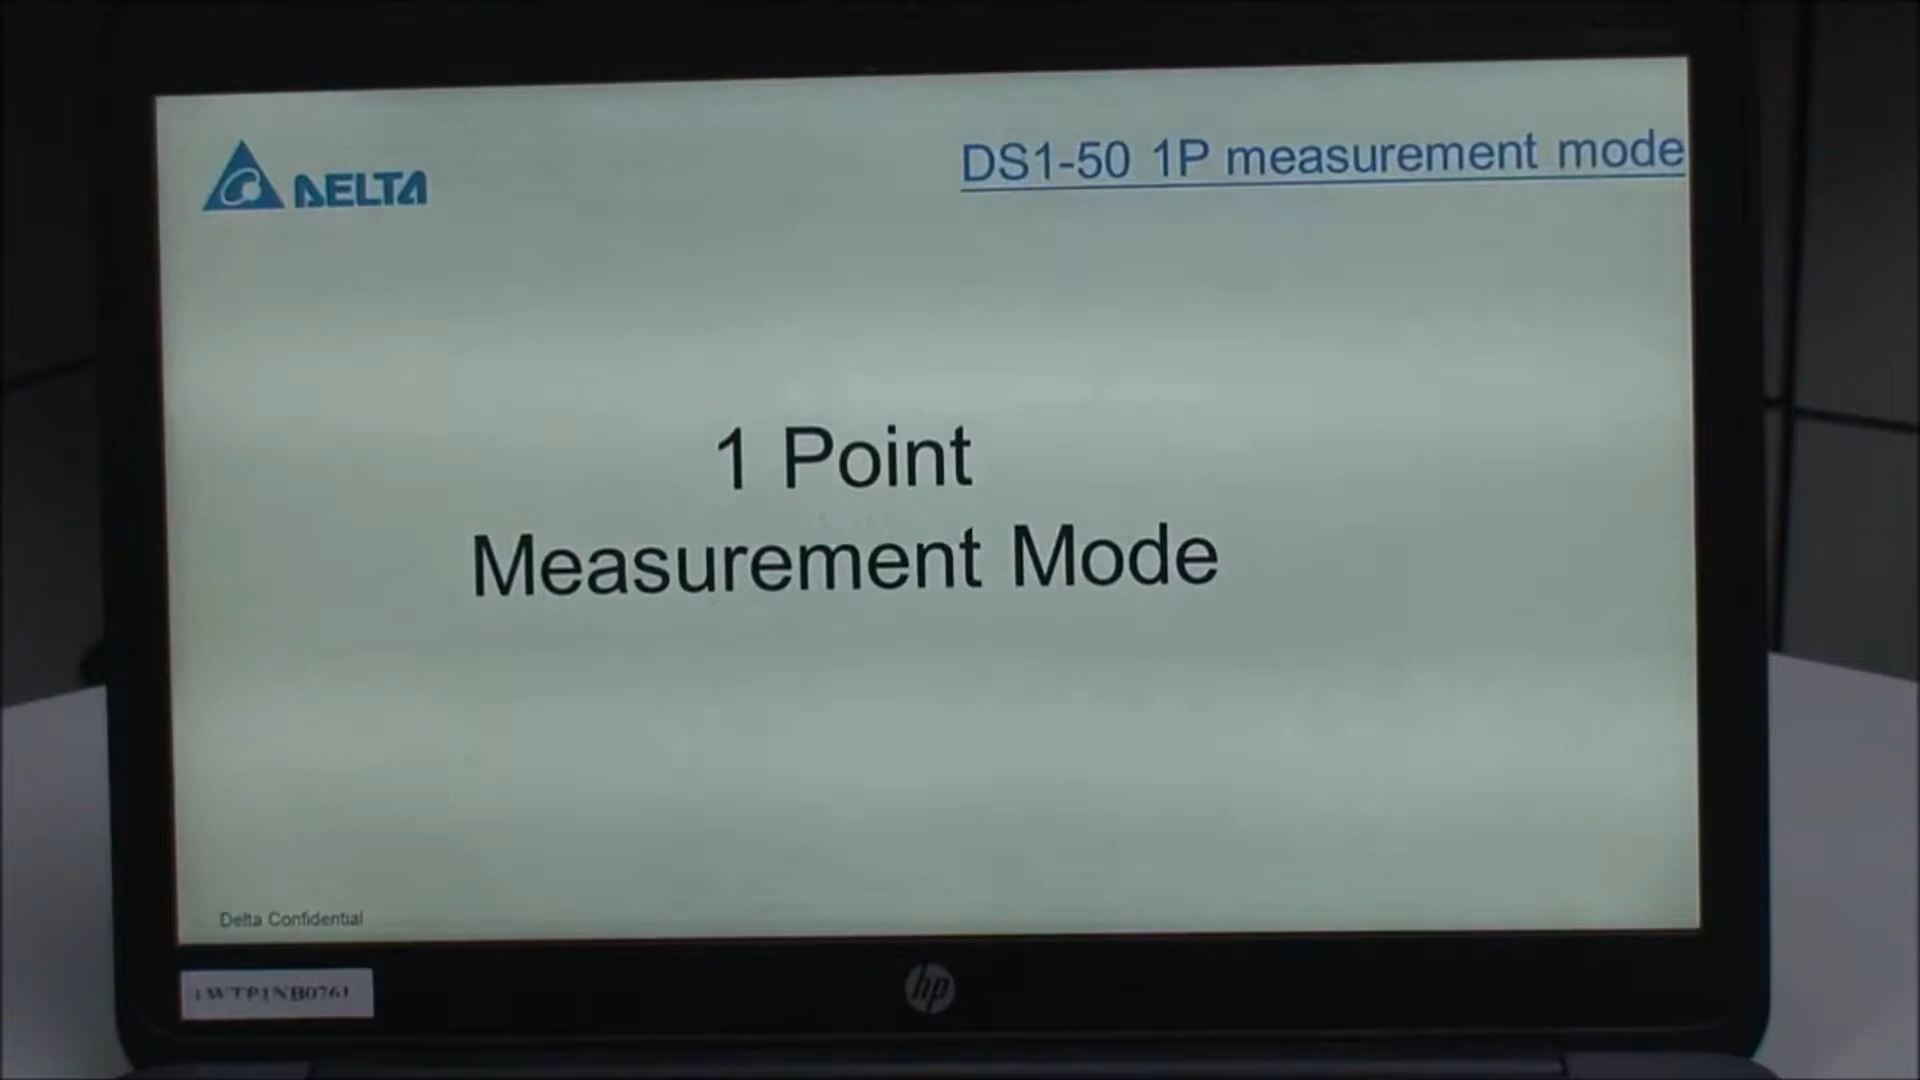 DELTA
DS1-50 1P measurement mode
1 Point
Measurement Mode
Delta Confidential
hp